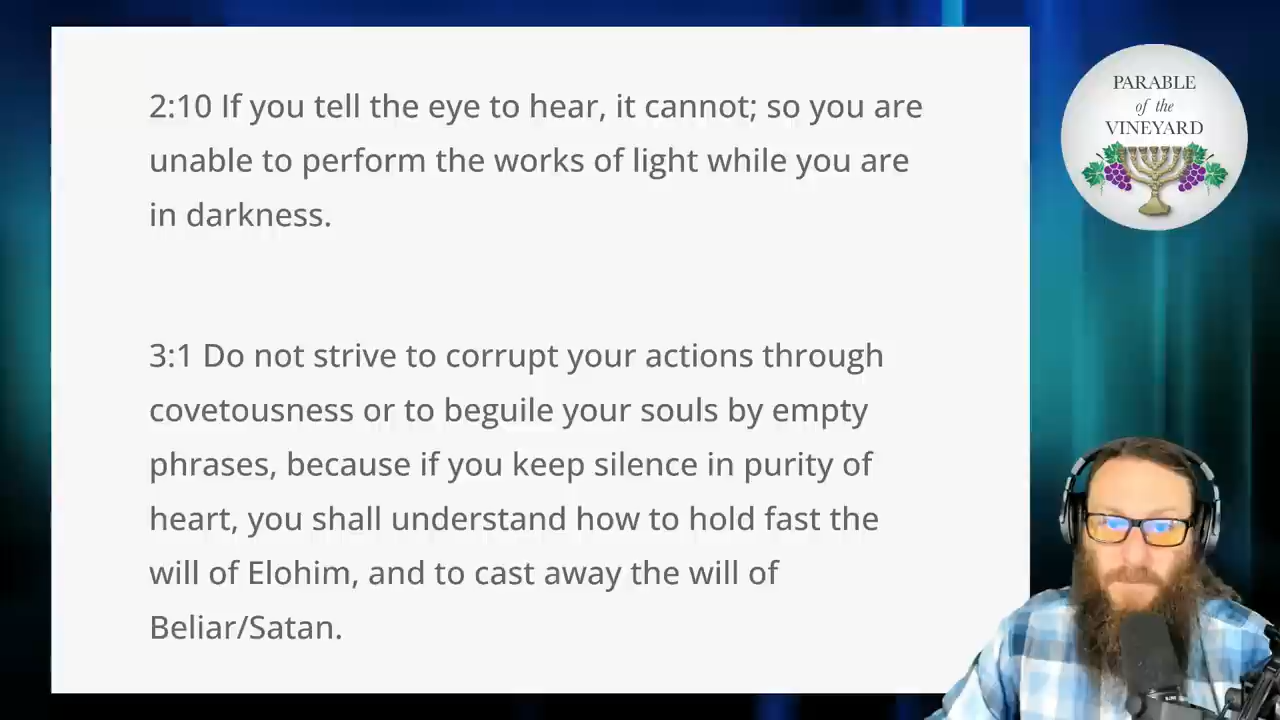 2:10 If you tell the eye to hear, it cannot; so you are
unable to perform the works of light while you are
in darkness.
3:1 Do not strive to corrupt your actions through
covetousness or to beguile your souls by empty
phrases, because if you keep silence in purity of
heart, you shall understand how to hold fast the
will of Elohim, and to cast away the will of
Beliar/Satan.
PARABLE
of the
VINEYARD